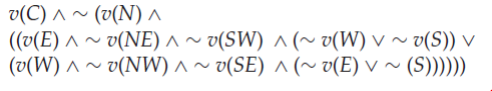 v(C) ∧ ∼ (v(N) ∧
((v(E) ∧ ∼ v(NE) ∧ ∼ v(SW) ∧ (∼ v(W) ∨ ∼ v(S)) ∨
(v(W) ∧ ∼ v(NW) ∧ ∼ v(SE) ∧ (∼ v(E) ∨ ∼ (S))))))